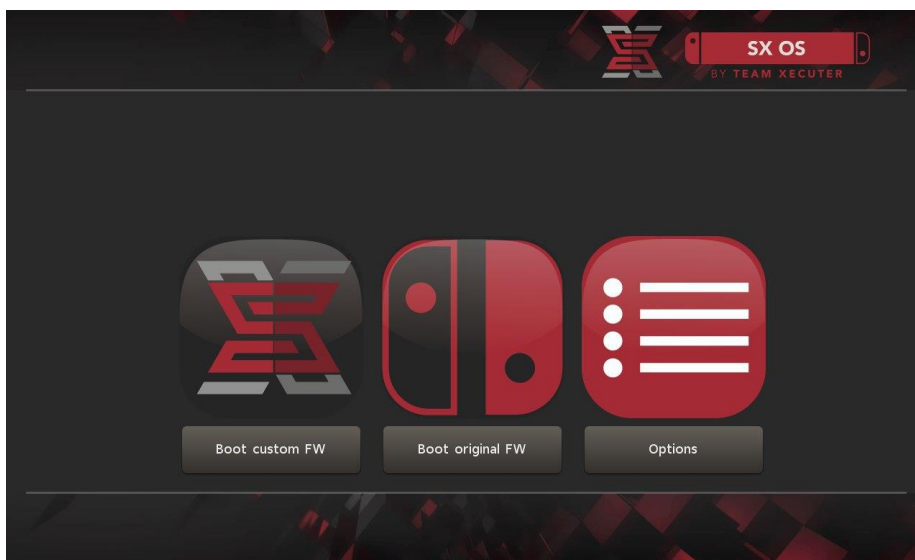 SX OS
BY TEAM XECUTER
Boot custom FW
Boot original FW
Options